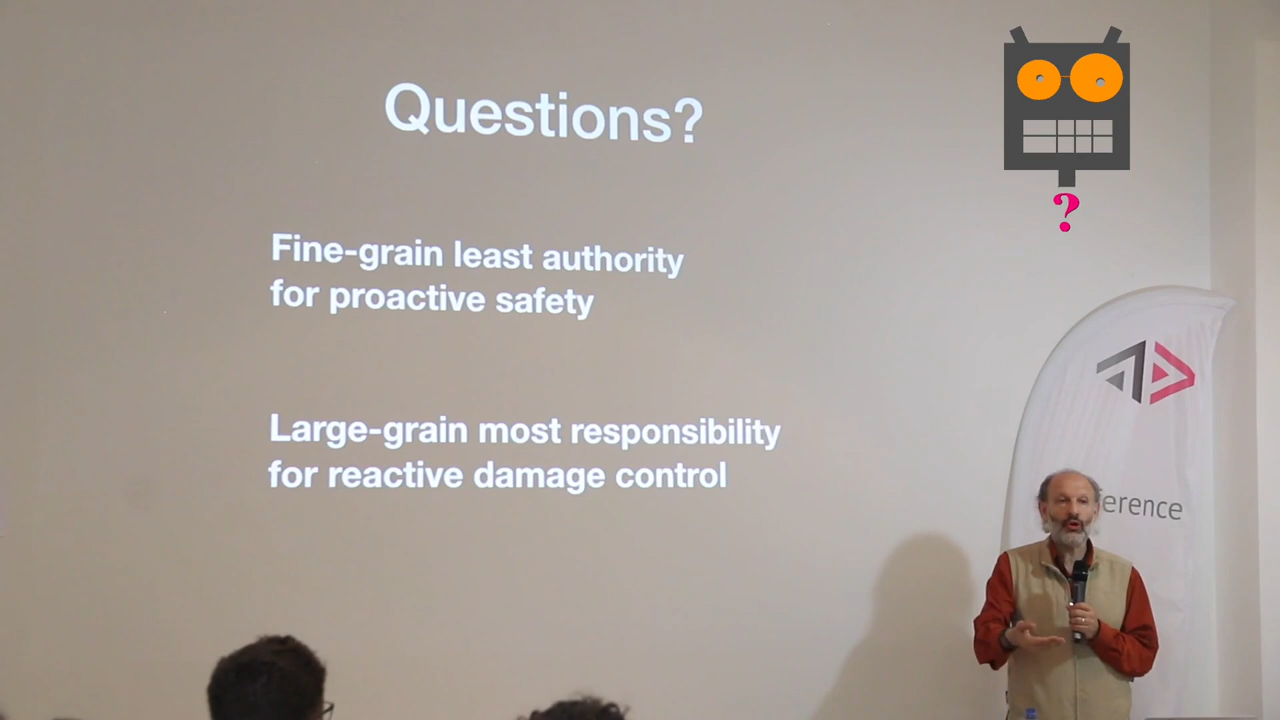 Questions?
?
Fine-grain least authority
for proactive safety
Large-grain most responsibility
for reactive damage control
erence